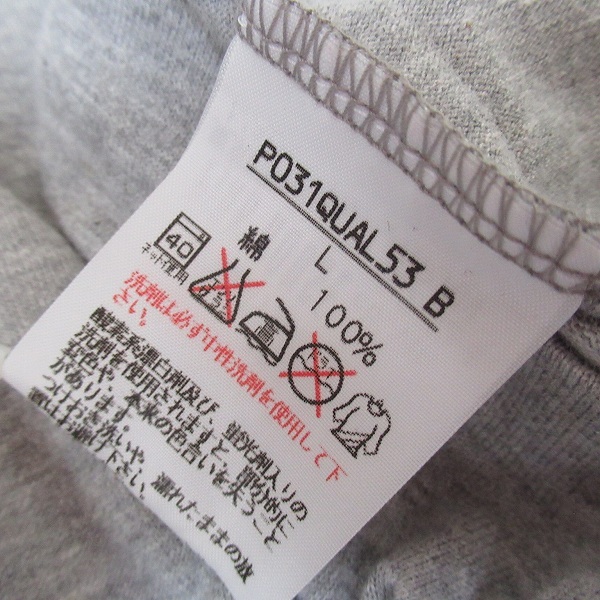 P031QUAL53 B
L
綿 100%
40
ネット使用
洗剤は必ず中性洗剤を使用して下
さい。
酵素系漂白剤及び、蛍光剤入りの
洗剤を使用されますと、部分的に
変色や、本来の色合いを失うこと
があります。
つけおき洗いや、濡れたままの放
置はお避け下さい。